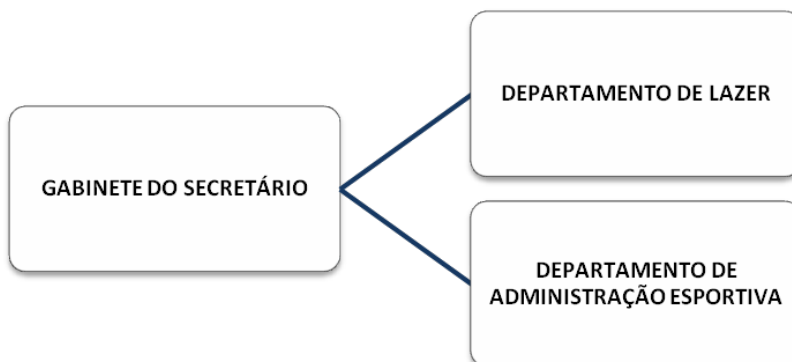 DEPARTAMENTO DE LAZER
GABINETE DO SECRETÁRIO
DEPARTAMENTO DE
ADMINISTRAÇÃO ESPORTIVA